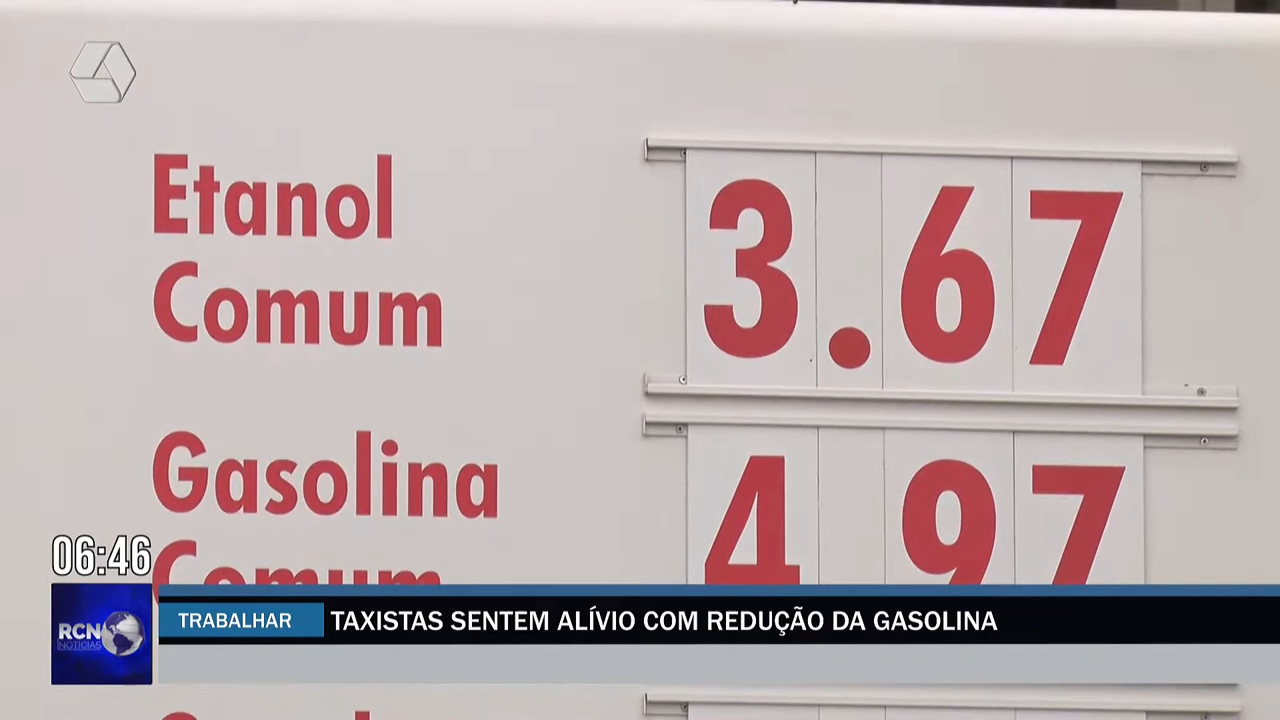 Etanol
Comum
3.67
Gasolina
Comum
4.97
06:46
RCN
NOTÍCIAS
TRABALHAR
TAXISTAS SENTEM ALÍVIO COM REDUÇÃO DA GASOLINA